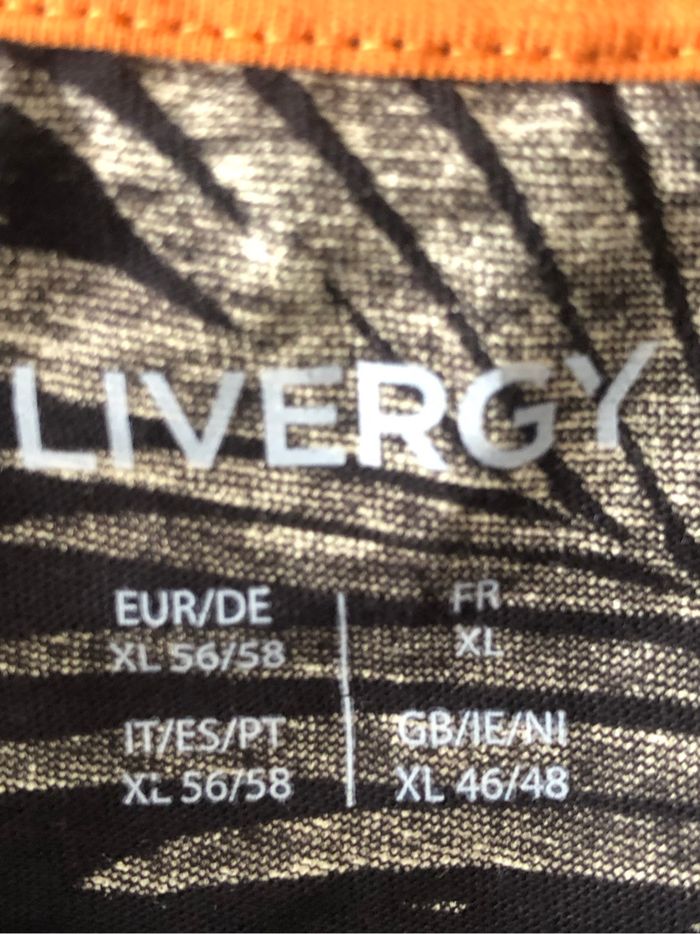 LIVERGY
EUR/DE
XL 56/58
FR
XL
IT/ES/PT
XL 56/58
GB/IE/NI
XL 46/48